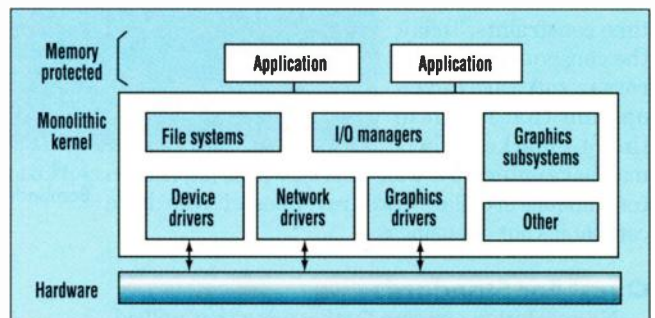 Memory
protected
Application
Application
Monolithic
kernel
File systems
I/O managers
Graphics
subsystems
Device
drivers
Network
drivers
Graphics
drivers
Other
Hardware